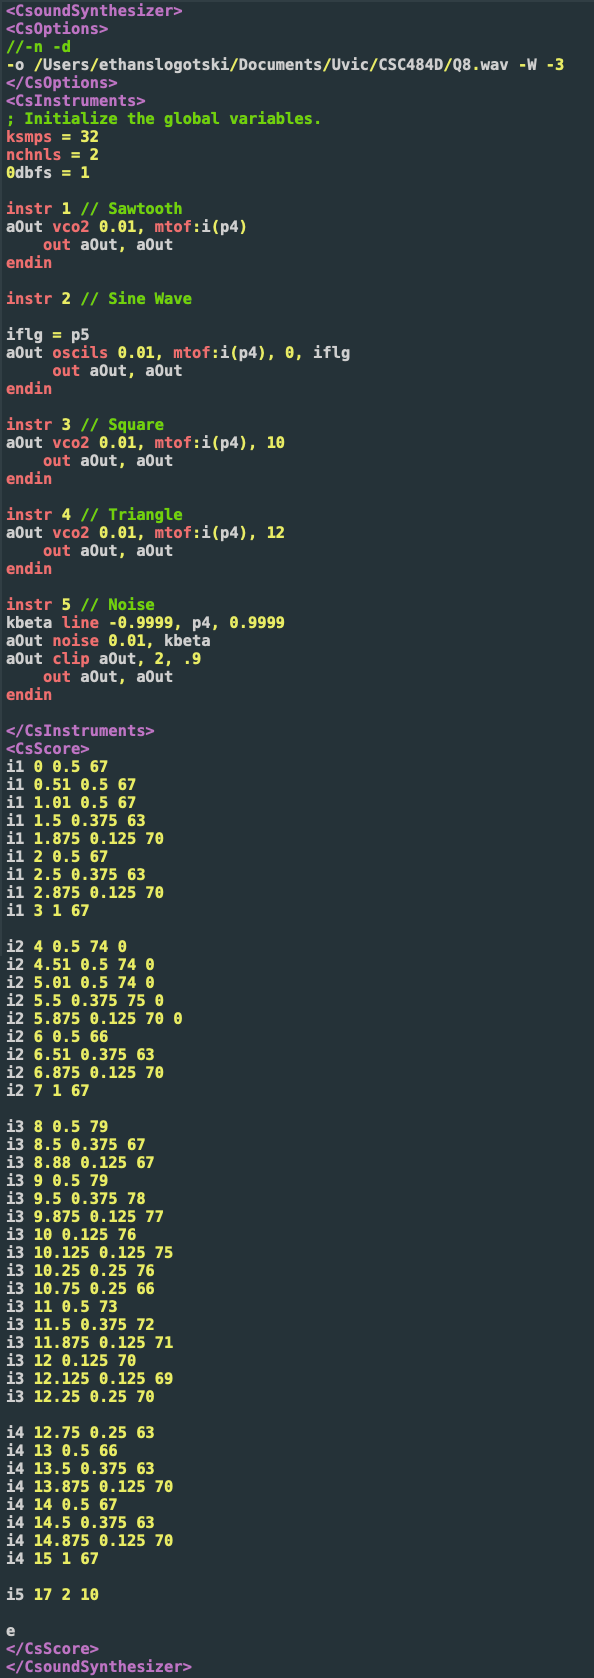 <CsoundSynthesizer>
<CsOptions>
//-n -d
-o /Users/ethanslogotski/Documents/Uvic/CSC484D/Q8.wav -W -3
</CsOptions>
<CsInstruments>
; Initialize the global variables.
ksmps = 32
nchnls = 2
0dbfs = 1

instr 1 // Sawtooth
aOut vco2 0.01, mtof:i(p4)
    out aOut, aOut
endin

instr 2 // Sine Wave

iflg = p5
aOut oscils 0.01, mtof:i(p4), 0, iflg
     out aOut, aOut
endin

instr 3 // Square
aOut vco2 0.01, mtof:i(p4), 10
    out aOut, aOut
endin

instr 4 // Triangle
aOut vco2 0.01, mtof:i(p4), 12
    out aOut, aOut
endin

instr 5 // Noise
kbeta line -0.9999, p4, 0.9999
aOut noise 0.01, kbeta
aOut clip aOut, 2, .9
     out aOut, aOut
endin

</CsInstruments>
<CsScore>
i1 0 0.5 67
i1 0.51 0.5 67
i1 1.01 0.5 67
i1 1.5 0.375 63
i1 1.875 0.125 70
i1 2 0.5 67
i1 2.5 0.375 63
i1 2.875 0.125 70
i1 3 1 67

i2 4 0.5 74 0
i2 4.51 0.5 74 0
i2 5.01 0.5 74 0
i2 5.5 0.375 75 0
i2 5.875 0.125 70 0
i2 6 0.5 66
i2 6.51 0.375 63
i2 6.875 0.125 70
i2 7 1 67

i3 8 0.5 79
i3 8.5 0.375 67
i3 8.88 0.125 67
i3 9 0.5 79
i3 9.5 0.375 78
i3 9.875 0.125 77
i3 10 0.125 76
i3 10.125 0.125 75
i3 10.25 0.25 76
i3 10.75 0.25 66
i3 11 0.5 73
i3 11.5 0.375 72
i3 11.875 0.125 71
i3 12 0.125 70
i3 12.125 0.125 69
i3 12.25 0.25 70

i4 12.75 0.25 63
i4 13 0.5 66
i4 13.5 0.375 63
i4 13.875 0.125 70
i4 14 0.5 67
i4 14.5 0.375 63
i4 14.875 0.125 70
i4 15 1 67

i5 17 2 10

e
</CsScore>
</CsoundSynthesizer>